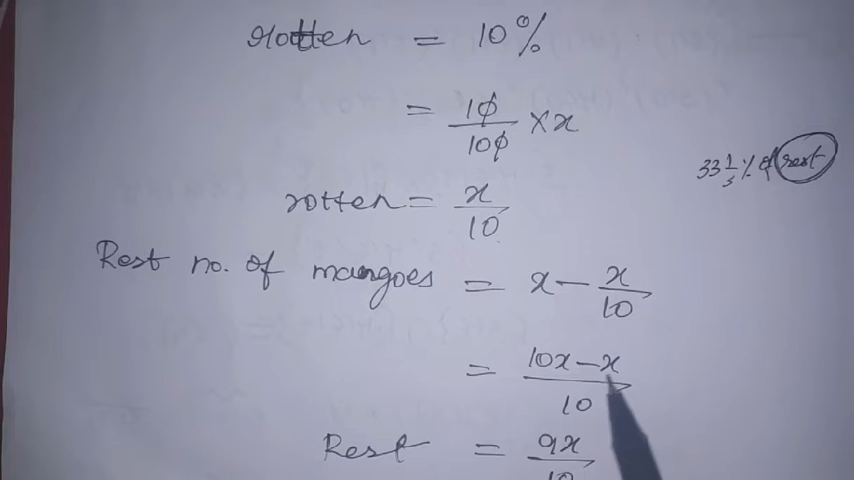 rotten = 10%
= 10/100 × x
33 1/3 % of rest
rotten = x/10
Rest no. of mangoes = x - x/10
= 10x - x/10
Rest = 9x/10